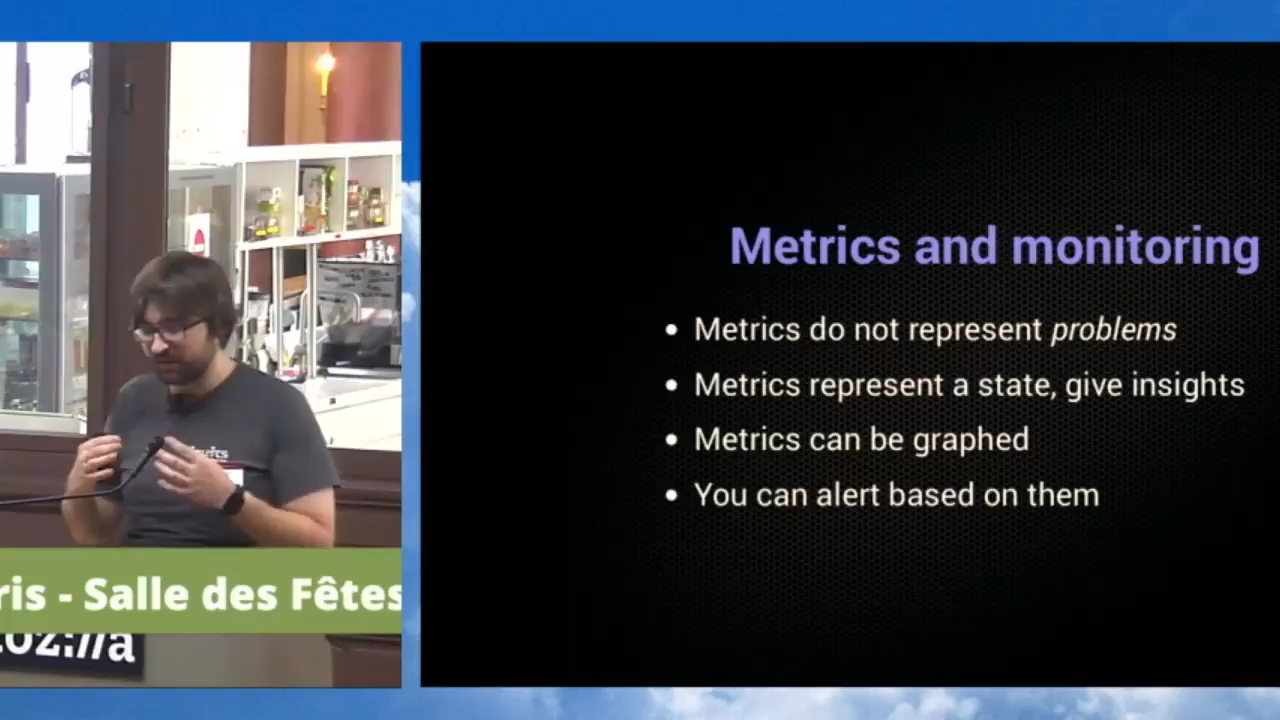 Metrics and monitoring
Metrics do not represent problems
Metrics represent a state, give insights
Metrics can be graphed
You can alert based on them
ris - Salle des Fêtes
oz://a